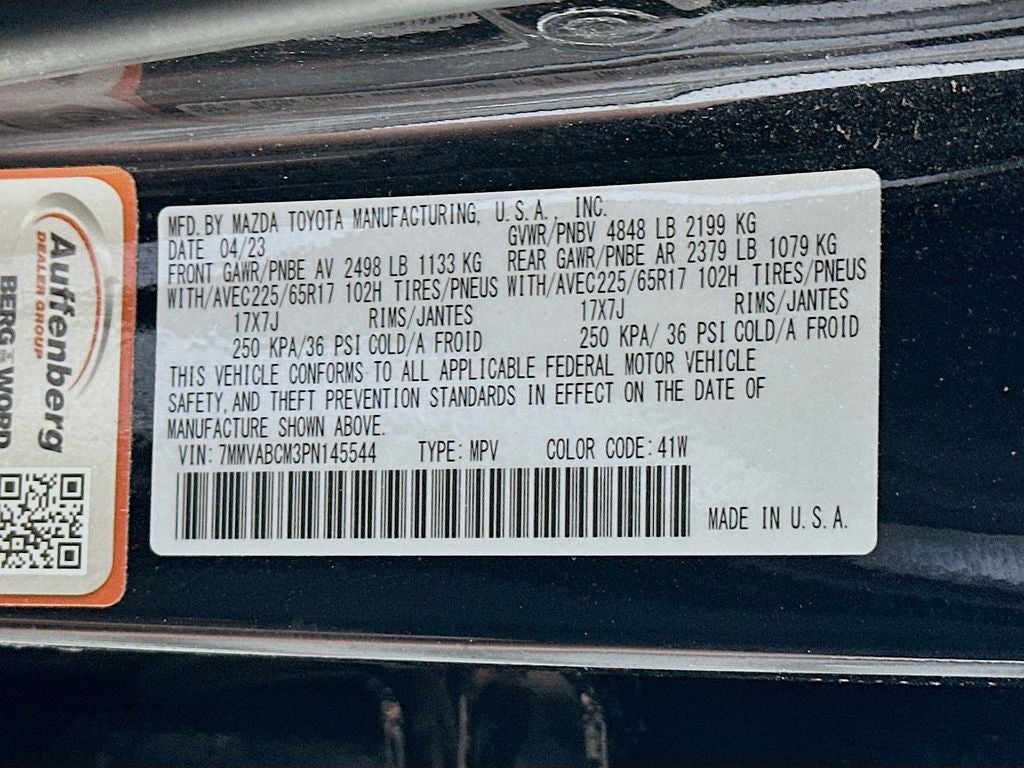 MFD. BY MAZDA TOYOTA MANUFACTURING, U.S.A., INC.
DATE 04/23 GVWR/PNBV 4848 LB 2199 KG
FRONT GAWR/PNBE AV 2498 LB 1133 KG REAR GAWR/PNBE AR 2379 LB 1079 KG
WITH/AVEC225/65R17 102H TIRES/PNEUS WITH/AVEC225/65R17 102H TIRES/PNEUS
17X7J RIMS/JANTES 17X7J RIMS/JANTES
250 KPA/36 PSI COLD/A FROID 250 KPA/ 36 PSI COLD/A FROID
THIS VEHICLE CONFORMS TO ALL APPLICABLE FEDERAL MOTOR VEHICLE
SAFETY, AND THEFT PREVENTION STANDARDS IN EFFECT ON THE DATE OF
MANUFACTURE SHOWN ABOVE.
VIN: 7MMVABCM3PN145544 TYPE: MPV COLOR CODE: 41W
MADE IN U.S.A.
Auffenberg
DEALER GROUP